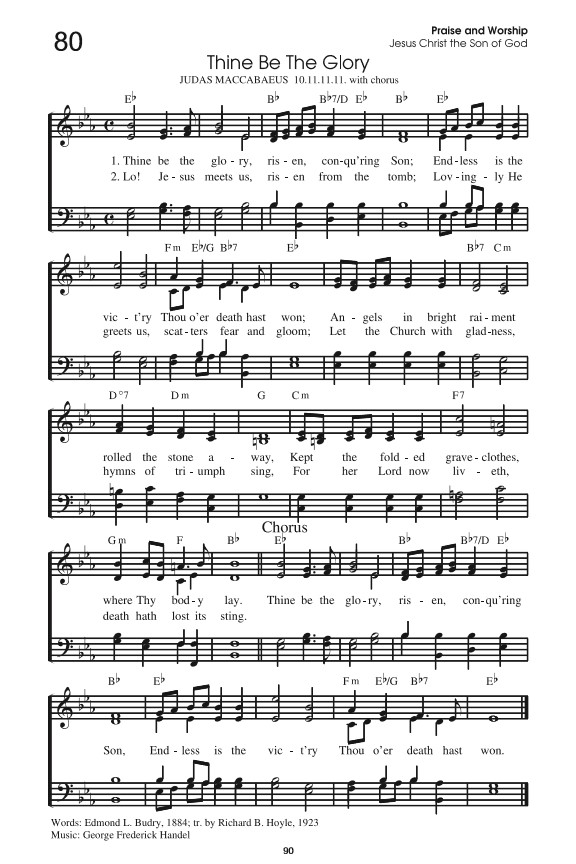 80
Praise and Worship
Jesus Christ the Son of God
Thine Be The Glory
JUDAS MACCABAEUS 10.11.11.11. with chorus
E♭ B♭ B♭7/D E♭ B♭ E♭
1. Thine be the glo - ry, ris - en, con-qu'ring Son; End - less is the
2. Lo! Je - sus meets us, ris - en from the tomb; Lov - ing - ly He
Fm E♭/G B♭7 E♭ B♭7 Cm
vic - t'ry Thou o'er death hast won; An - gels in bright rai - ment
greets us, scat - ters fear and gloom; Let the Church with glad-ness,
D°7 Dm G Cm F7
rolled the stone a - way, Kept the fold - ed grave - clothes,
hymns of tri - umph sing, For her Lord now liv - eth,
Chorus
Gm F B♭ E♭ B♭ B♭7/D E♭
where Thy bod - y lay. Thine be the glo - ry, ris - en, con-qu'ring
death hath lost its sting.
B♭ E♭ Fm E♭/G B♭7 E♭
Son, End - less is the vic - t'ry Thou o'er death hast won.
Words: Edmond L. Budry, 1884; tr. by Richard B. Hoyle, 1923
Music: George Frederick Handel
90